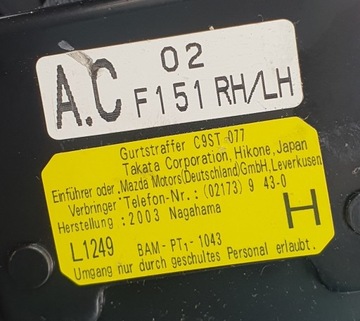 A.C 02
F151 RH/LH
Gurtstraffer C9ST 077
Takata Corporation, Hikone, Japan
Einführer oder Mazda Motors(Deutschland)GmbH, Leverkusen
Verbringer Telefon-Nr.: (02173) 9 43-0
Herstellung : 2003 Nagahama
H
L1249 BAM-PT1-1043
Umgang nur durch geschultes Personal erlaubt.